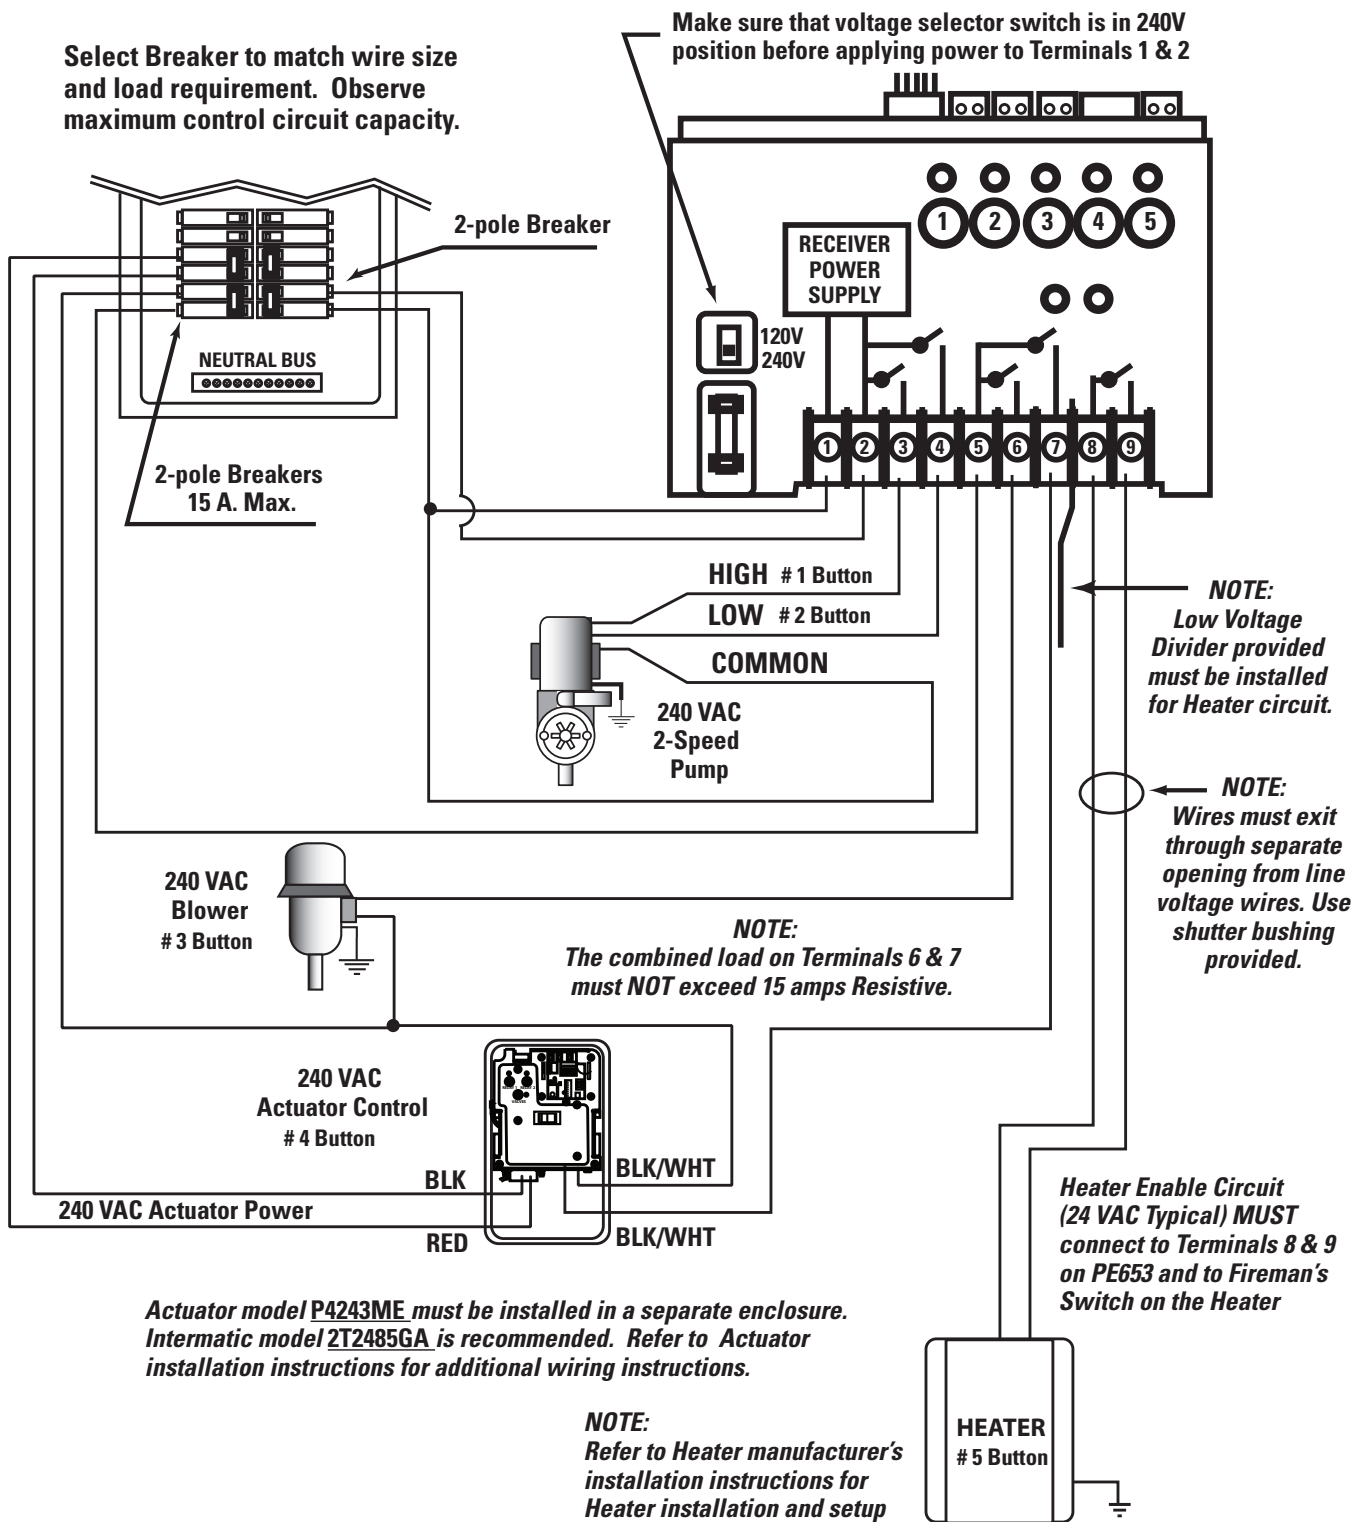 Make sure that voltage selector switch is in 240V
position before applying power to Terminals 1 & 2
Select Breaker to match wire size
and load requirement. Observe
maximum control circuit capacity.
2-pole Breaker
NEUTRAL BUS
2-pole Breakers
15 A. Max.
1 2 3 4 5
RECEIVER
POWER
SUPPLY
120V
240V
1 2 3 4 5 6 7 8 9
HIGH # 1 Button
LOW # 2 Button
COMMON
240 VAC
2-Speed
Pump
NOTE:
Low Voltage
Divider provided
must be installed
for Heater circuit.
NOTE:
Wires must exit
through separate
opening from line
voltage wires. Use
shutter bushing
provided.
240 VAC
Blower
# 3 Button
NOTE:
The combined load on Terminals 6 & 7
must NOT exceed 15 amps Resistive.
240 VAC
Actuator Control
# 4 Button
BLK
BLK/WHT
240 VAC Actuator Power
RED
BLK/WHT
Heater Enable Circuit
(24 VAC Typical) MUST
connect to Terminals 8 & 9
on PE653 and to Fireman's
Switch on the Heater
Actuator model P4243ME must be installed in a separate enclosure.
Intermatic model 2T2485GA is recommended. Refer to Actuator
installation instructions for additional wiring instructions.
NOTE:
Refer to Heater manufacturer's
installation instructions for
Heater installation and setup
HEATER
# 5 Button